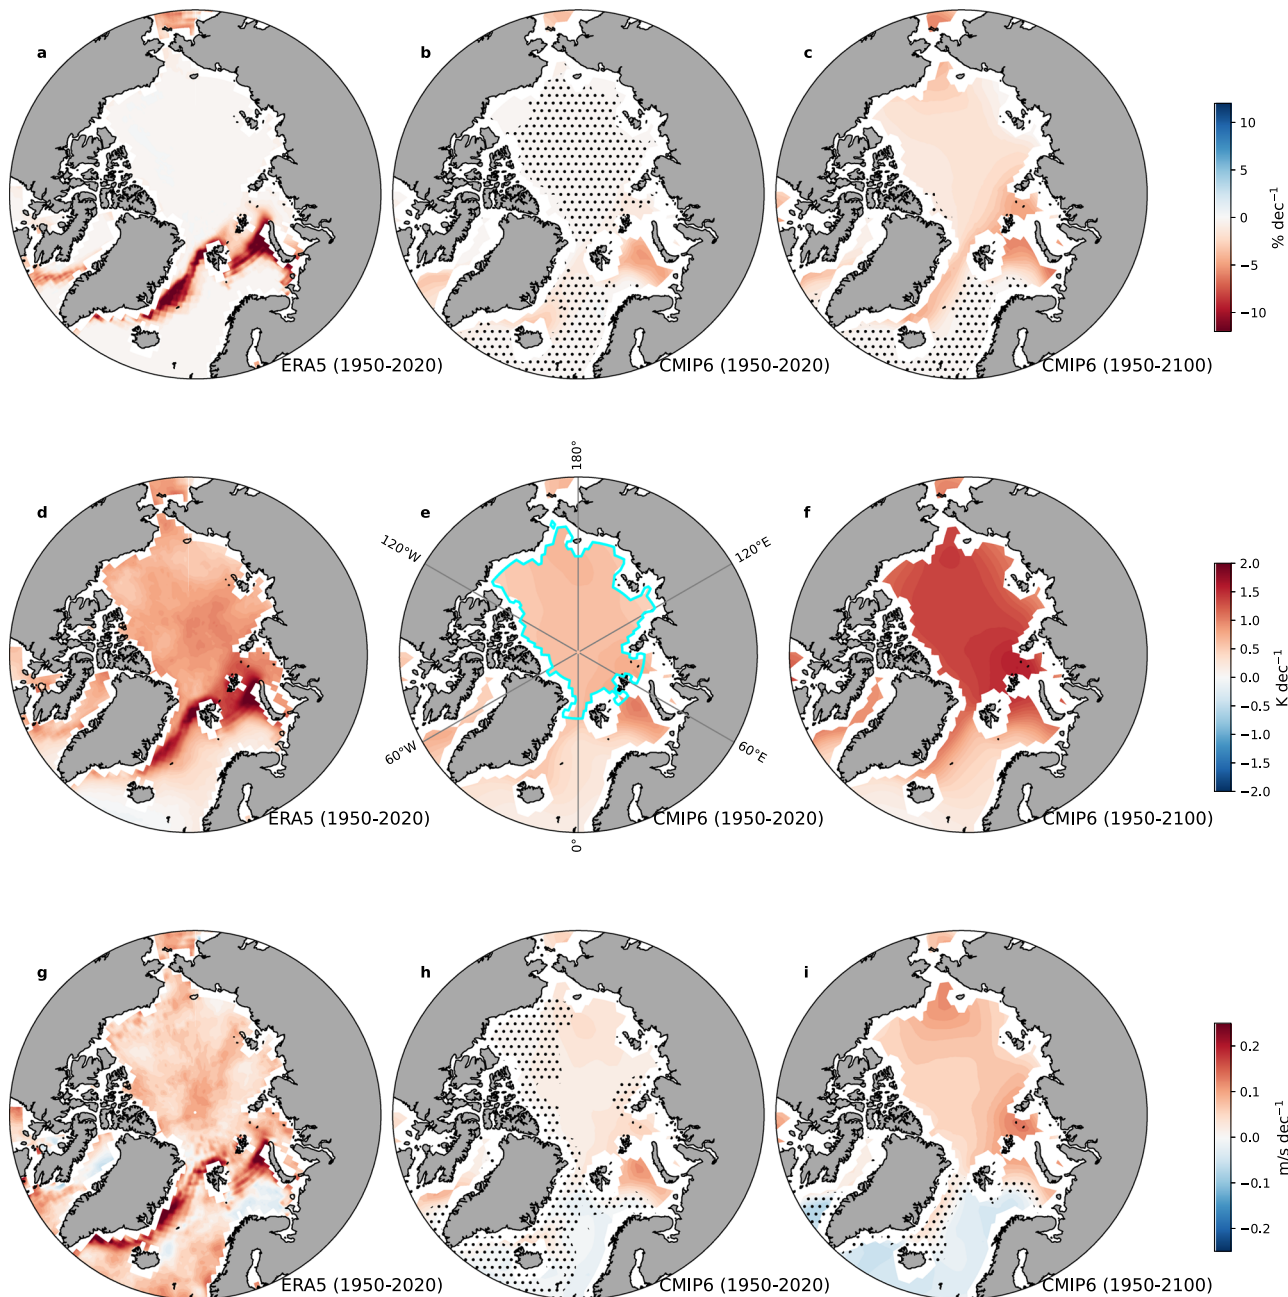 a
b
c
10
5
0
−5
−10
% dec⁻¹
ERA5 (1950-2020)
CMIP6 (1950-2020)
CMIP6 (1950-2100)
180°
d
e
f
120°W
120°E
2.0
1.5
1.0
0.5
0.0
−0.5
−1.0
−1.5
−2.0
K dec⁻¹
60°W
60°E
ERA5 (1950-2020)
CMIP6 (1950-2020)
CMIP6 (1950-2100)
0°
g
h
i
0.2
0.1
0.0
−0.1
−0.2
m/s dec⁻¹
ERA5 (1950-2020)
CMIP6 (1950-2020)
CMIP6 (1950-2100)